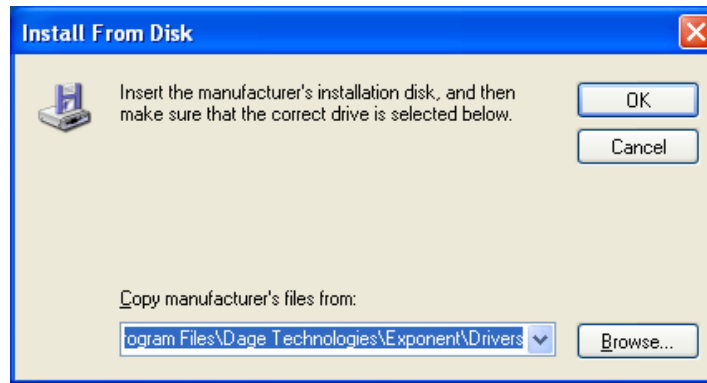 Install From Disk
Insert the manufacturer's installation disk, and then
make sure that the correct drive is selected below.
OK
Cancel
Copy manufacturer's files from:
rogram Files\Dage Technologies\Exponent\Drivers
Browse...